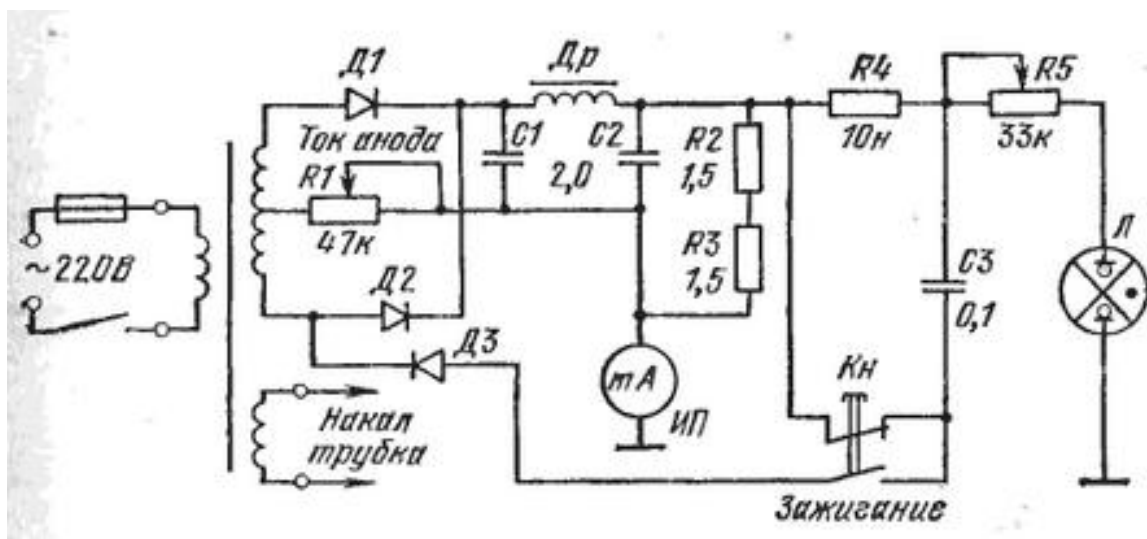 Д1
Др
Ток анода
R1
47к
С1
С2
2,0
R2
1,5
R3
1,5
R4
10н
R5
33к
~220В
Д2
Д3
Накал
трубка
mА
ИП
Кн
С3
0,1
Л
Зажигание